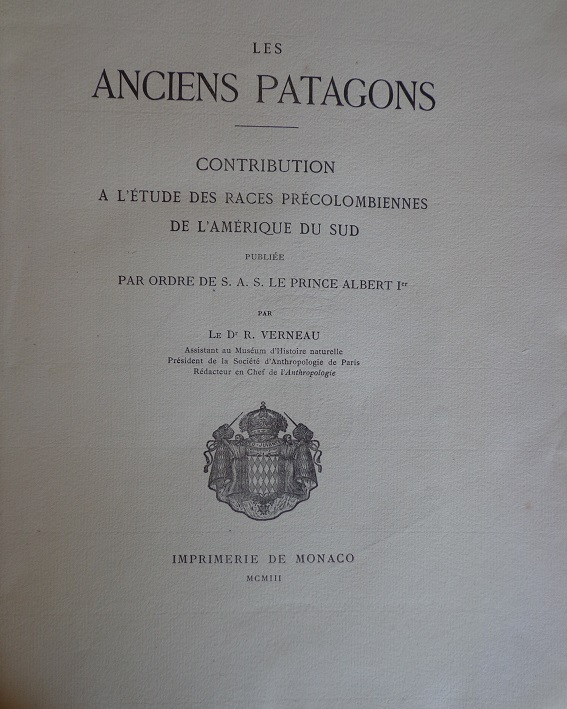 LES
ANCIENS PATAGONS
CONTRIBUTION
A L'ÉTUDE DES RACES PRÉCOLOMBIENNES
DE L'AMÉRIQUE DU SUD
PUBLIÉE
PAR ORDRE DE S. A. S. LE PRINCE ALBERT Ier
PAR
LE Dr R. VERNEAU
Assistant au Muséum d'Histoire naturelle
Président de la Société d'Anthropologie de Paris
Rédacteur en Chef de l'Anthropologie
IMPRIMERIE DE MONACO
MCMIII